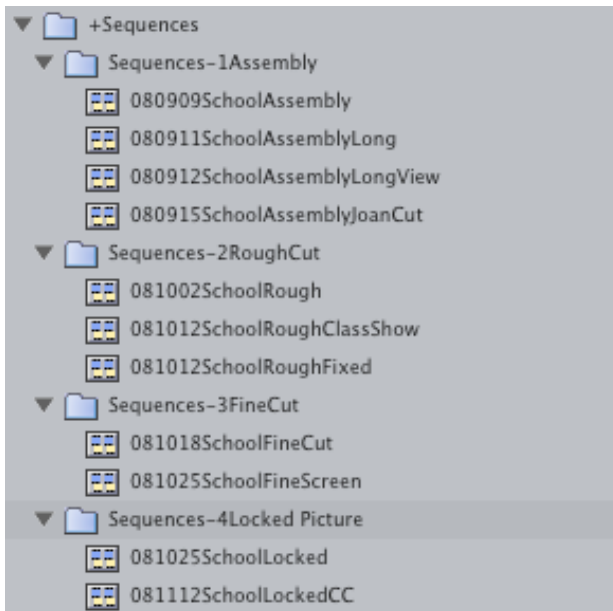 +Sequences
Sequences-1Assembly
080909SchoolAssembly
080911SchoolAssemblyLong
080912SchoolAssemblyLongView
080915SchoolAssemblyJoanCut
Sequences-2RoughCut
081002SchoolRough
081012SchoolRoughClassShow
081012SchoolRoughFixed
Sequences-3FineCut
081018SchoolFineCut
081025SchoolFineScreen
Sequences-4Locked Picture
081025SchoolLocked
081112SchoolLockedCC